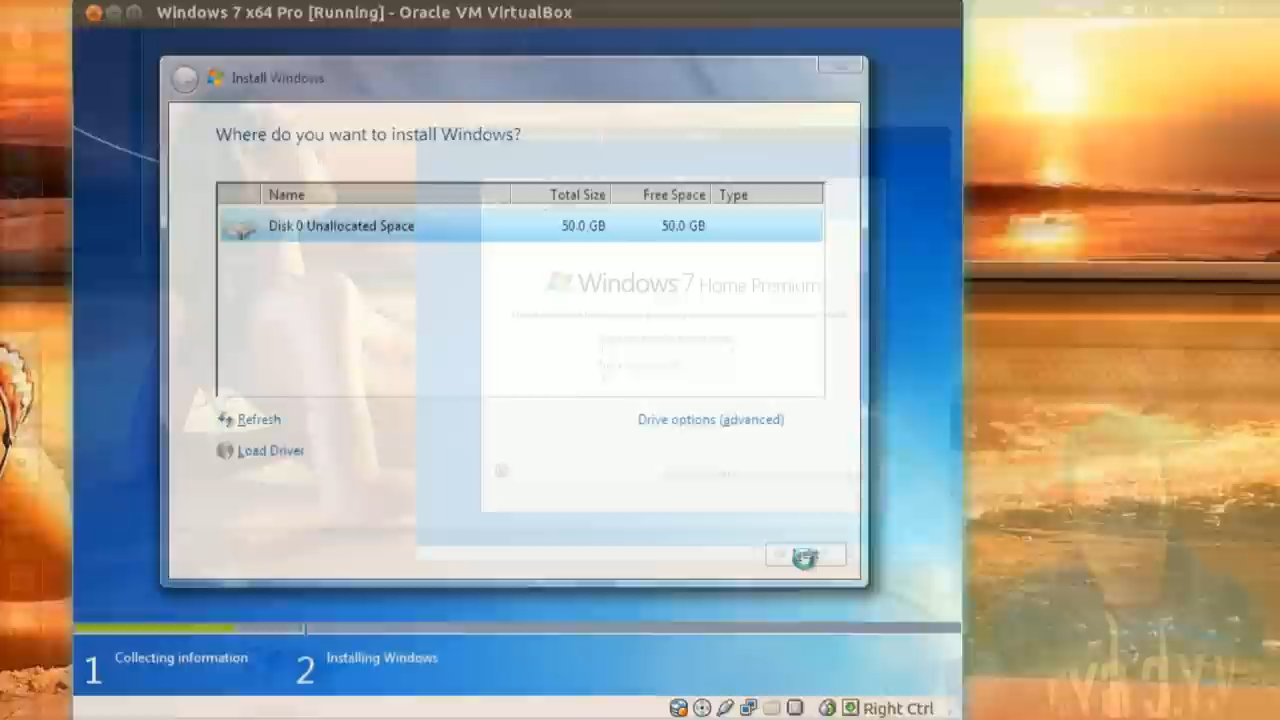 Windows 7 x64 Pro [Running] - Oracle VM VirtualBox
Install Windows
Where do you want to install Windows?
Name Total Size Free Space Type
Disk 0 Unallocated Space 50.0 GB 50.0 GB
Windows 7 Home Premium
Refresh Drive options (advanced)
Load Driver
1 Collecting information 2 Installing Windows
Right Ctrl